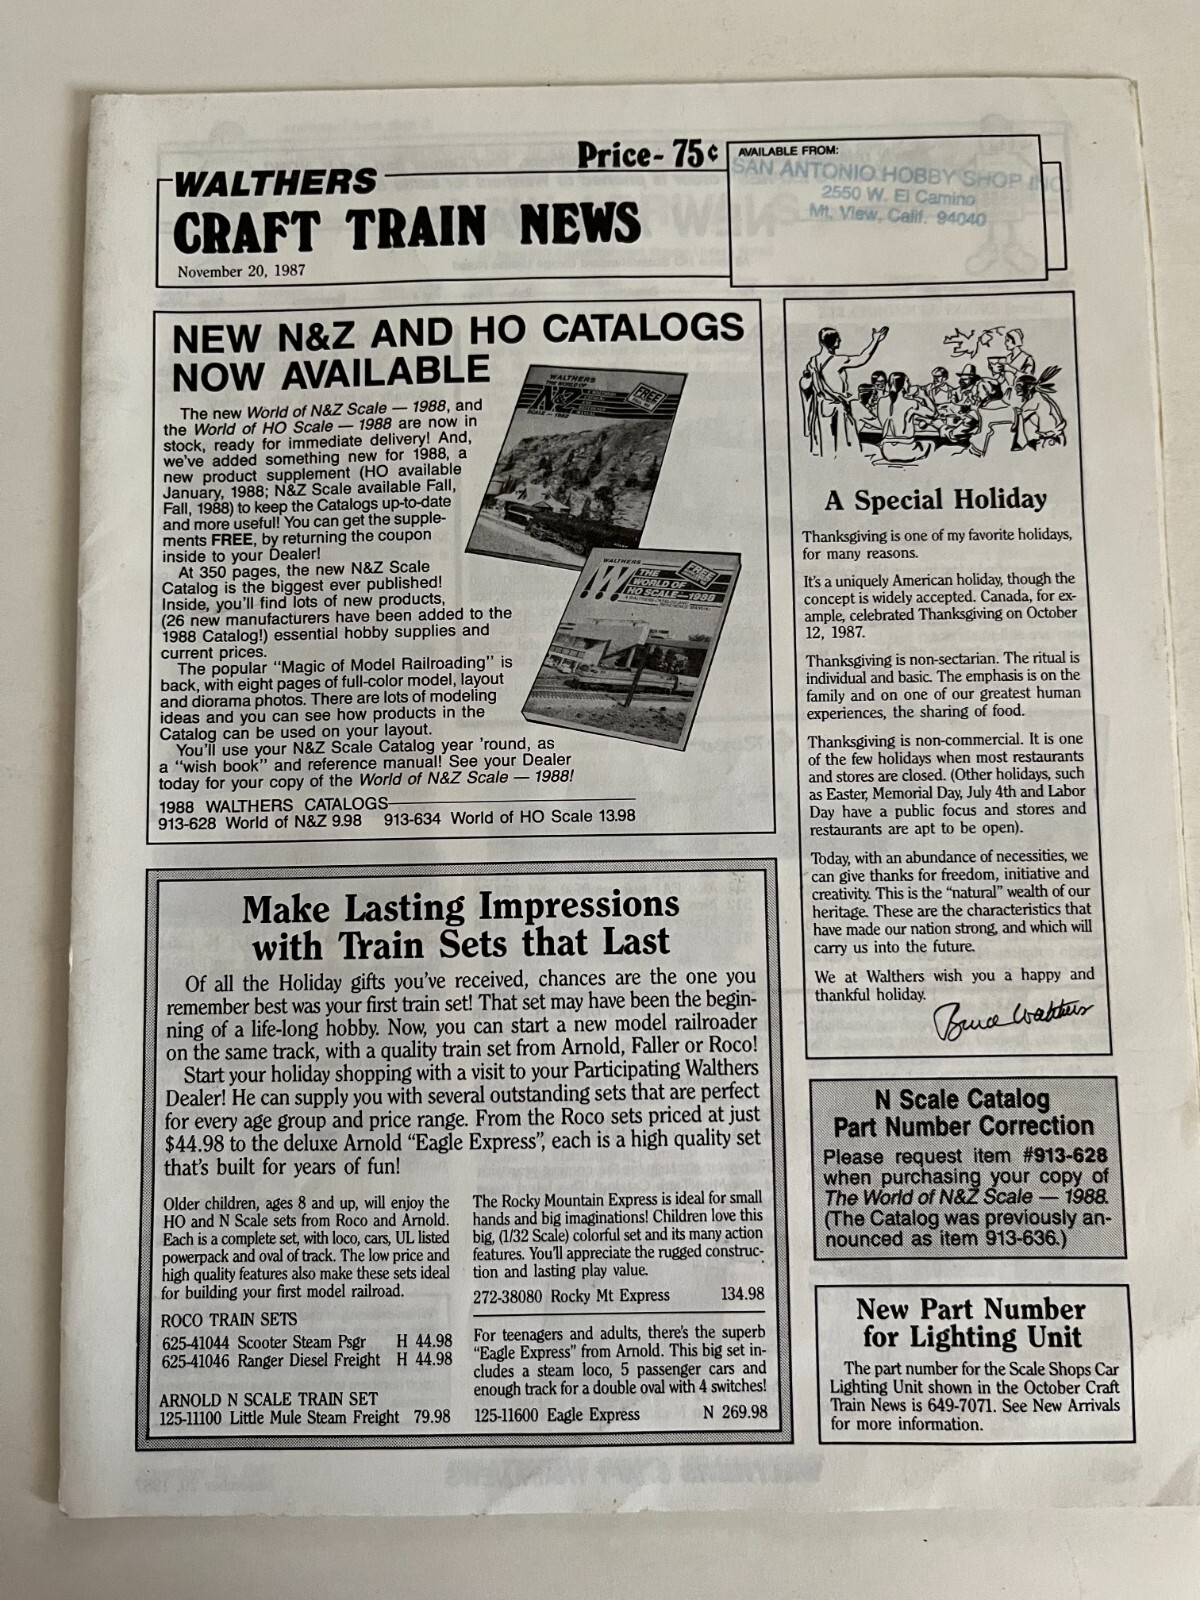 Price- 75¢
WALTHERS
CRAFT TRAIN NEWS
November 20, 1987
AVAILABLE FROM:
SAN ANTONIO HOBBY SHOP INC.
2550 W. El Camino
Mt. View, Calif. 94040
NEW N&Z AND HO CATALOGS
NOW AVAILABLE
The new World of N&Z Scale — 1988, and
the World of HO Scale — 1988 are now in
stock, ready for immediate delivery! And,
we've added something new for 1988, a
new product supplement (HO available
January, 1988; N&Z Scale available Fall,
Fall, 1988) to keep the Catalogs up-to-date
and more useful! You can get the supple-
ments FREE, by returning the coupon
inside to your Dealer!
At 350 pages, the new N&Z Scale
Catalog is the biggest ever published!
Inside, you'll find lots of new products,
(26 new manufacturers have been added to the
1988 Catalog!) essential hobby supplies and
current prices.
The popular "Magic of Model Railroading" is
back, with eight pages of full-color model, layout
and diorama photos. There are lots of modeling
ideas and you can see how products in the
Catalog can be used on your layout.
You'll use your N&Z Scale Catalog year 'round, as
a "wish book" and reference manual! See your Dealer
today for your copy of the World of N&Z Scale — 1988!
1988 WALTHERS CATALOGS
913-628 World of N&Z 9.98 913-634 World of HO Scale 13.98
WALTHERS
THE WORLD OF
N&Z
SCALE — 1988
FREE
WALTHERS
THE
WORLD OF
HO SCALE—1988
FREE
Make Lasting Impressions
with Train Sets that Last
Of all the Holiday gifts you've received, chances are the one you
remember best was your first train set! That set may have been the begin-
ning of a life-long hobby. Now, you can start a new model railroader
on the same track, with a quality train set from Arnold, Faller or Roco!
Start your holiday shopping with a visit to your Participating Walthers
Dealer! He can supply you with several outstanding sets that are perfect
for every age group and price range. From the Roco sets priced at just
$44.98 to the deluxe Arnold "Eagle Express", each is a high quality set
that's built for years of fun!
Older children, ages 8 and up, will enjoy the
HO and N Scale sets from Roco and Arnold.
Each is a complete set, with loco, cars, UL listed
powerpack and oval of track. The low price and
high quality features also make these sets ideal
for building your first model railroad.
ROCO TRAIN SETS
625-41044 Scooter Steam Psgr H 44.98
625-41046 Ranger Diesel Freight H 44.98
ARNOLD N SCALE TRAIN SET
125-11100 Little Mule Steam Freight 79.98
The Rocky Mountain Express is ideal for small
hands and big imaginations! Children love this
big, (1/32 Scale) colorful set and its many action
features. You'll appreciate the rugged construc-
tion and lasting play value.
272-38080 Rocky Mt Express 134.98
For teenagers and adults, there's the superb
"Eagle Express" from Arnold. This big set in-
cludes a steam loco, 5 passenger cars and
enough track for a double oval with 4 switches!
125-11600 Eagle Express N 269.98
A Special Holiday
Thanksgiving is one of my favorite holidays,
for many reasons.
It's a uniquely American holiday, though the
concept is widely accepted. Canada, for ex-
ample, celebrated Thanksgiving on October
12, 1987.
Thanksgiving is non-sectarian. The ritual is
individual and basic. The emphasis is on the
family and on one of our greatest human
experiences, the sharing of food.
Thanksgiving is non-commercial. It is one
of the few holidays when most restaurants
and stores are closed. (Other holidays, such
as Easter, Memorial Day, July 4th and Labor
Day have a public focus and stores and
restaurants are apt to be open).
Today, with an abundance of necessities, we
can give thanks for freedom, initiative and
creativity. This is the "natural" wealth of our
heritage. These are the characteristics that
have made our nation strong, and which will
carry us into the future.
We at Walthers wish you a happy and
thankful holiday.
Bruce Walthers
N Scale Catalog
Part Number Correction
Please request item #913-628
when purchasing your copy of
The World of N&Z Scale — 1988.
(The Catalog was previously an-
nounced as item 913-636.)
New Part Number
for Lighting Unit
The part number for the Scale Shops Car
Lighting Unit shown in the October Craft
Train News is 649-7071. See New Arrivals
for more information.